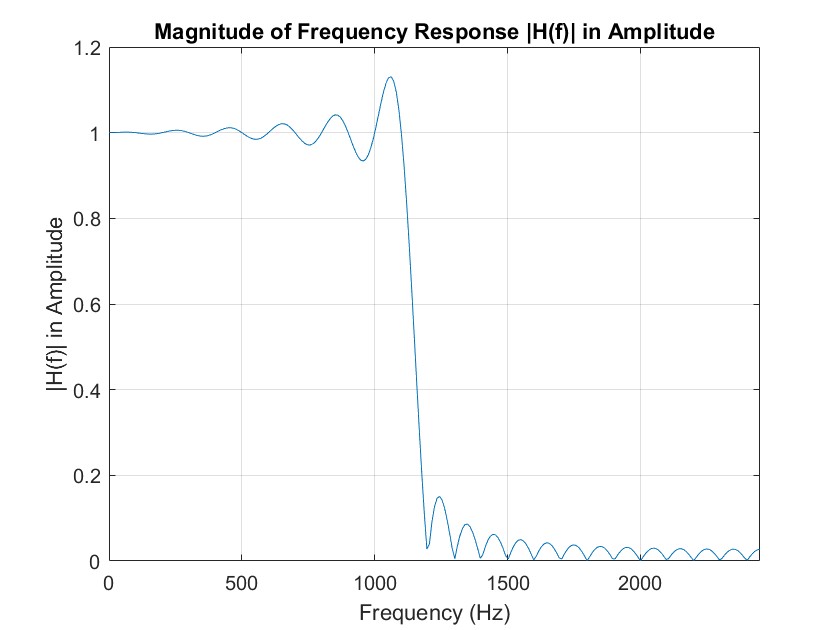 Magnitude of Frequency Response |H(f)| in Amplitude
1.2
1
0.8
0.6
0.4
0.2
0
|H(f)| in Amplitude
0 500 1000 1500 2000
Frequency (Hz)